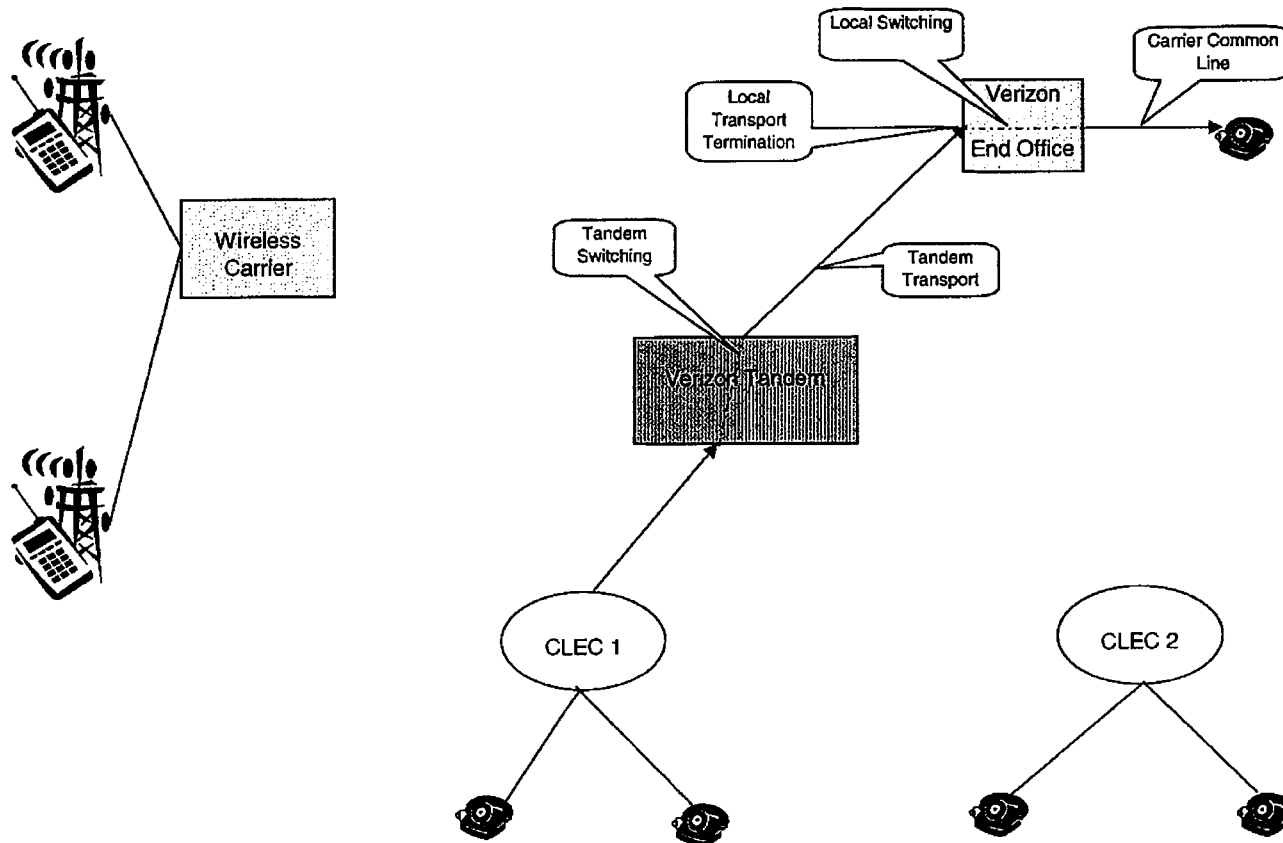 Local Switching
Carrier Common
Line
Local
Transport
Termination
Verizon
End Office
Wireless
Carrier
Tandem
Switching
Tandem
Transport
Verizon Tandem
CLEC 1
CLEC 2